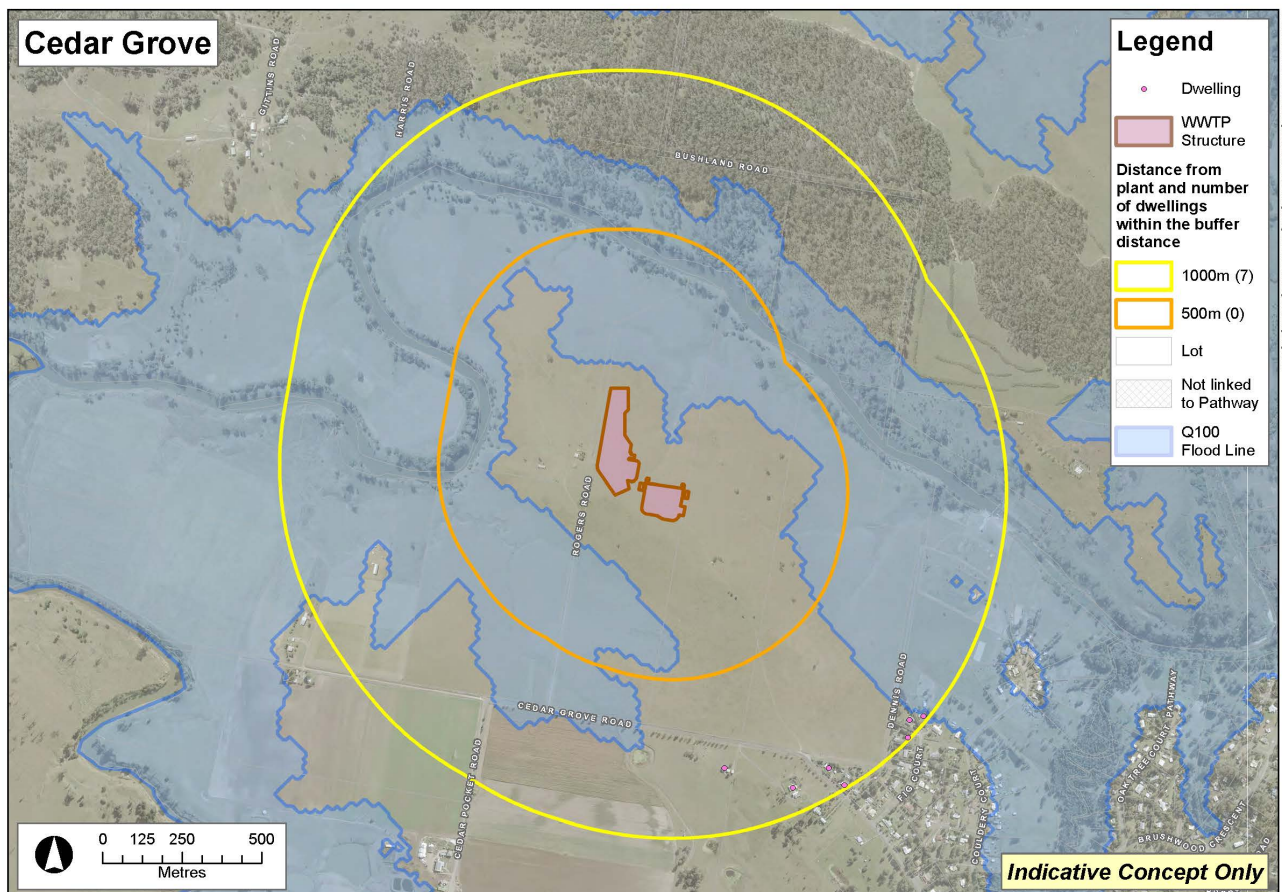 Cedar Grove
GITTINS ROAD
HARRIS ROAD
BUSHLAND ROAD
ROGERS ROAD
DENNIS ROAD
CEDAR GROVE ROAD
CEDAR POCKET ROAD
FIG COURT
COULDERT COURT
OAKTREE COURT
PATHWAY
BRUSHWOOD CRESCENT
ROAD
Legend
Dwelling
WWTP
Structure
Distance from
plant and number
of dwellings
within the buffer
distance
1000m (7)
500m (0)
Lot
Not linked
to Pathway
Q100
Flood Line
0 125 250 500
Metres
Indicative Concept Only